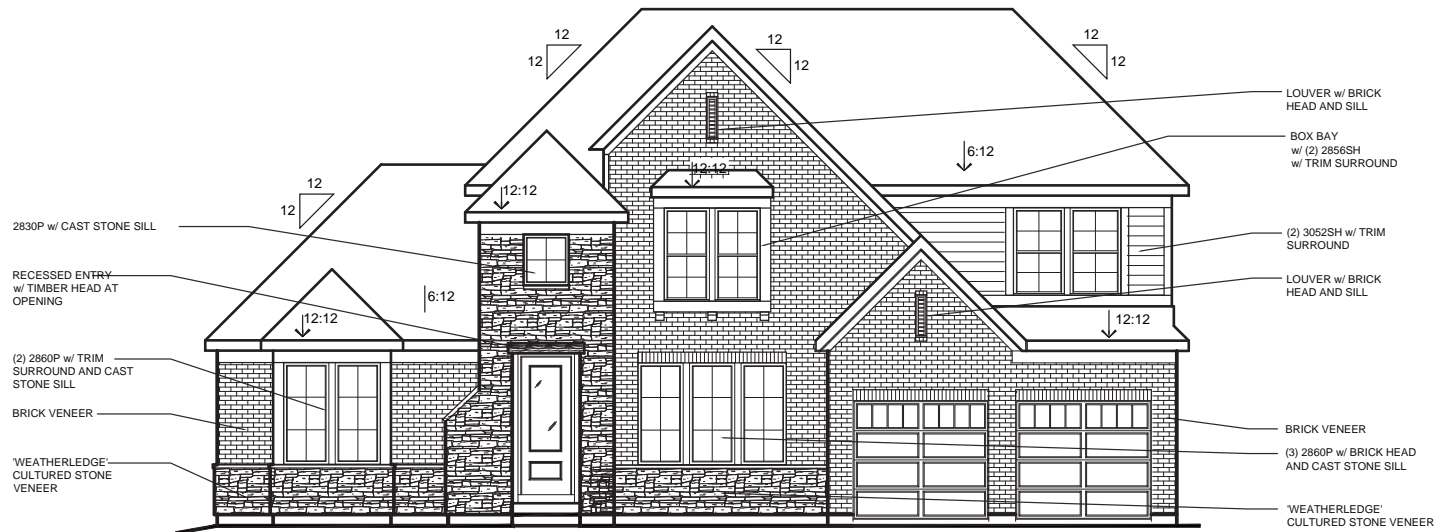 12
12
12
12
12
12
LOUVER w/ BRICK
HEAD AND SILL
BOX BAY
w/ (2) 2856SH
w/ TRIM SURROUND
6:12
12:12
12:12
12
12
2830P w/ CAST STONE SILL
(2) 3052SH w/ TRIM
SURROUND
RECESSED ENTRY
w/ TIMBER HEAD AT
OPENING
LOUVER w/ BRICK
HEAD AND SILL
6:12
12:12
12:12
(2) 2860P w/ TRIM
SURROUND AND CAST
STONE SILL
BRICK VENEER
BRICK VENEER
(3) 2860P w/ BRICK HEAD
AND CAST STONE SILL
'WEATHERLEDGE'
CULTURED STONE
VENEER
'WEATHERLEDGE'
CULTURED STONE VENEER